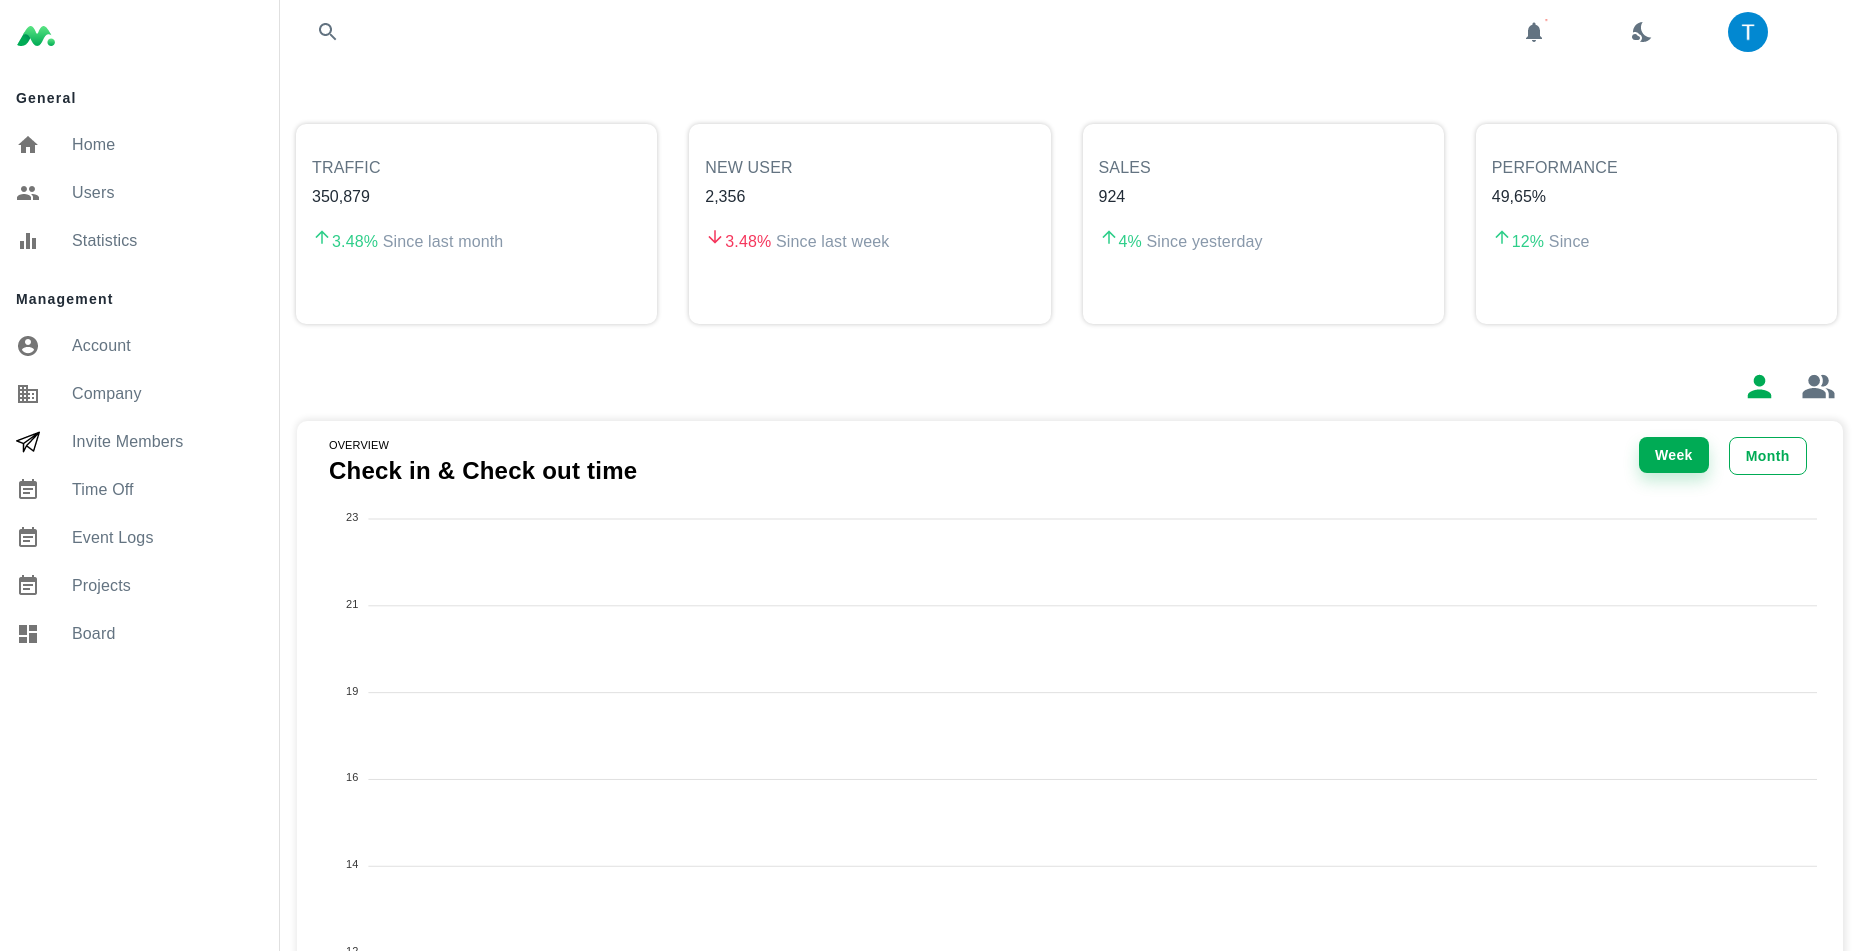 T
General
Home
Users
Statistics
Management
Account
Company
Invite Members
Time Off
Event Logs
Projects
Board
TRAFFIC
350,879
3.48% Since last month
NEW USER
2,356
3.48% Since last week
SALES
924
4% Since yesterday
PERFORMANCE
49,65%
12% Since
OVERVIEW
Check in & Check out time
Week
Month
23
21
19
16
14